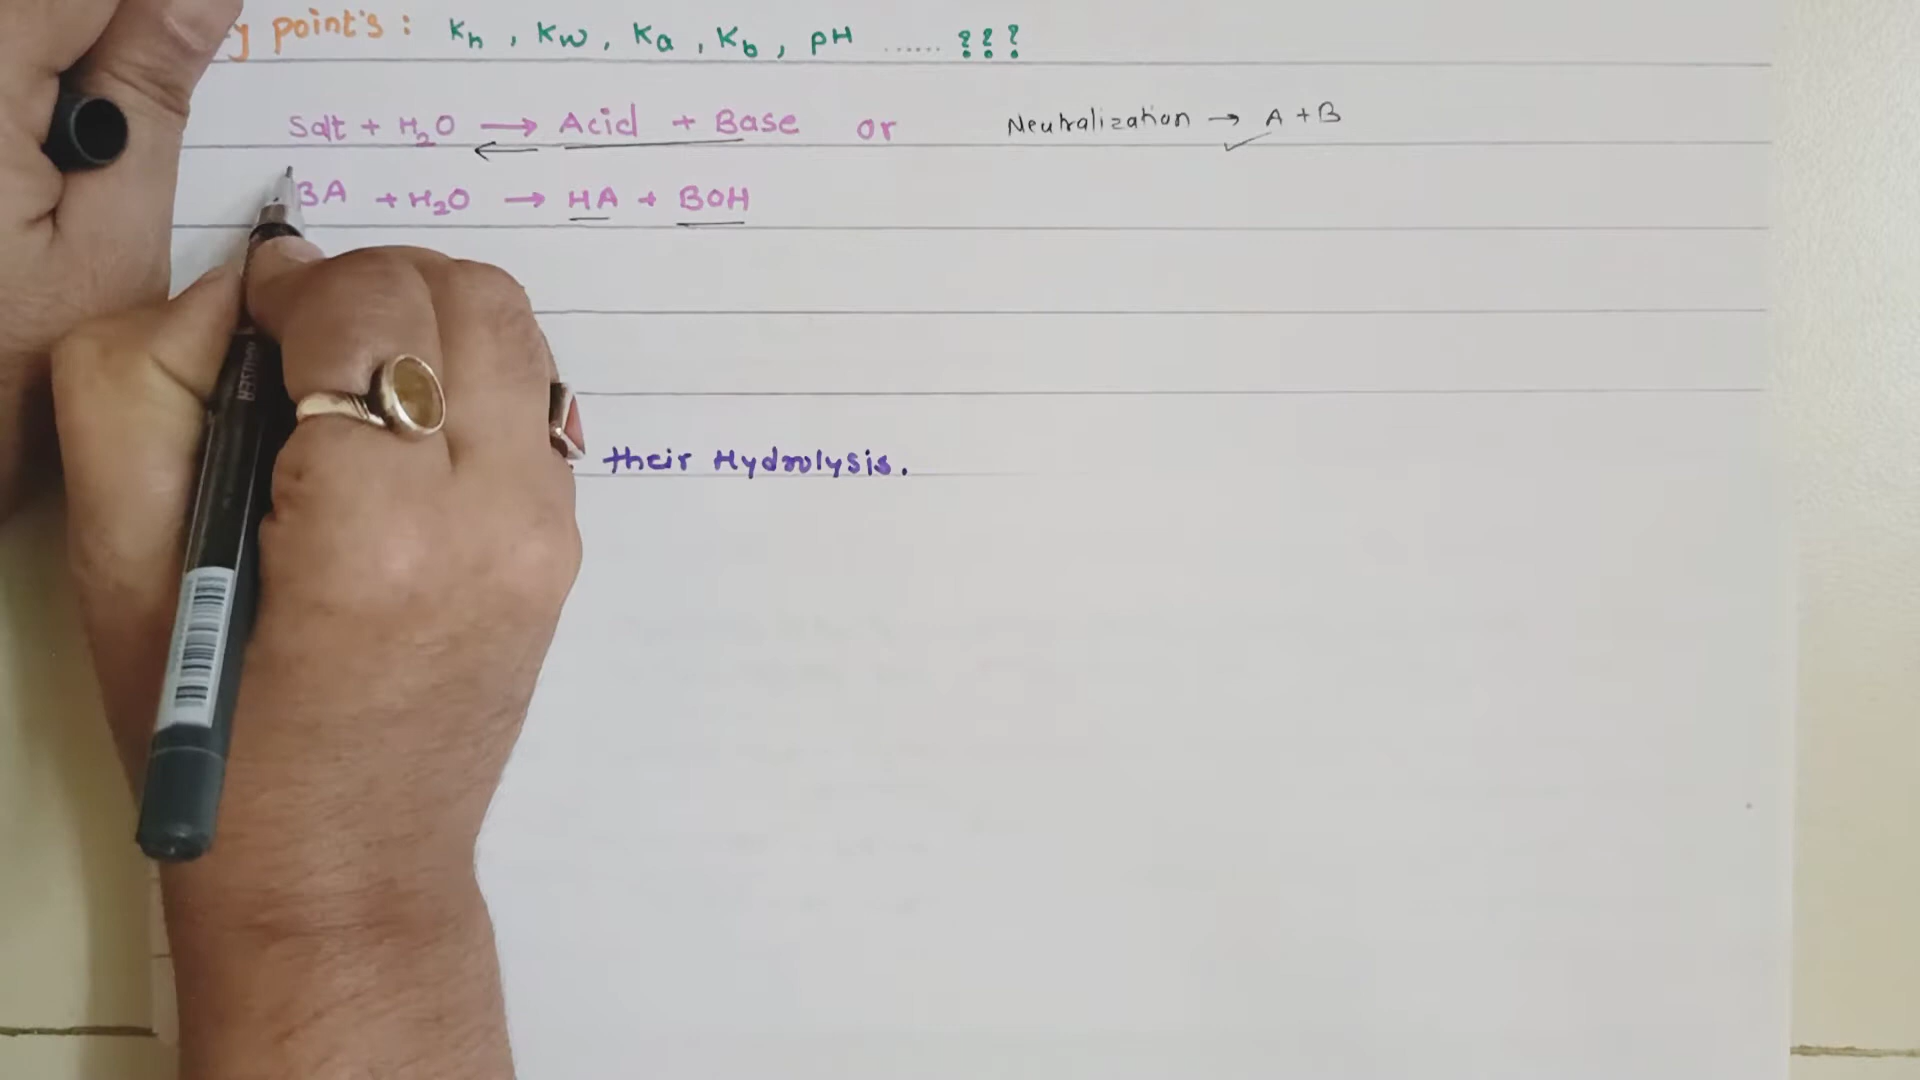 point's : Kh , Kw, Ka , Kb , pH ...... ???
Salt + H₂O ⟶ Acid + Base or Neutralization → A + B
BA + H₂O ⟶ HA + BOH
their Hydrolysis.